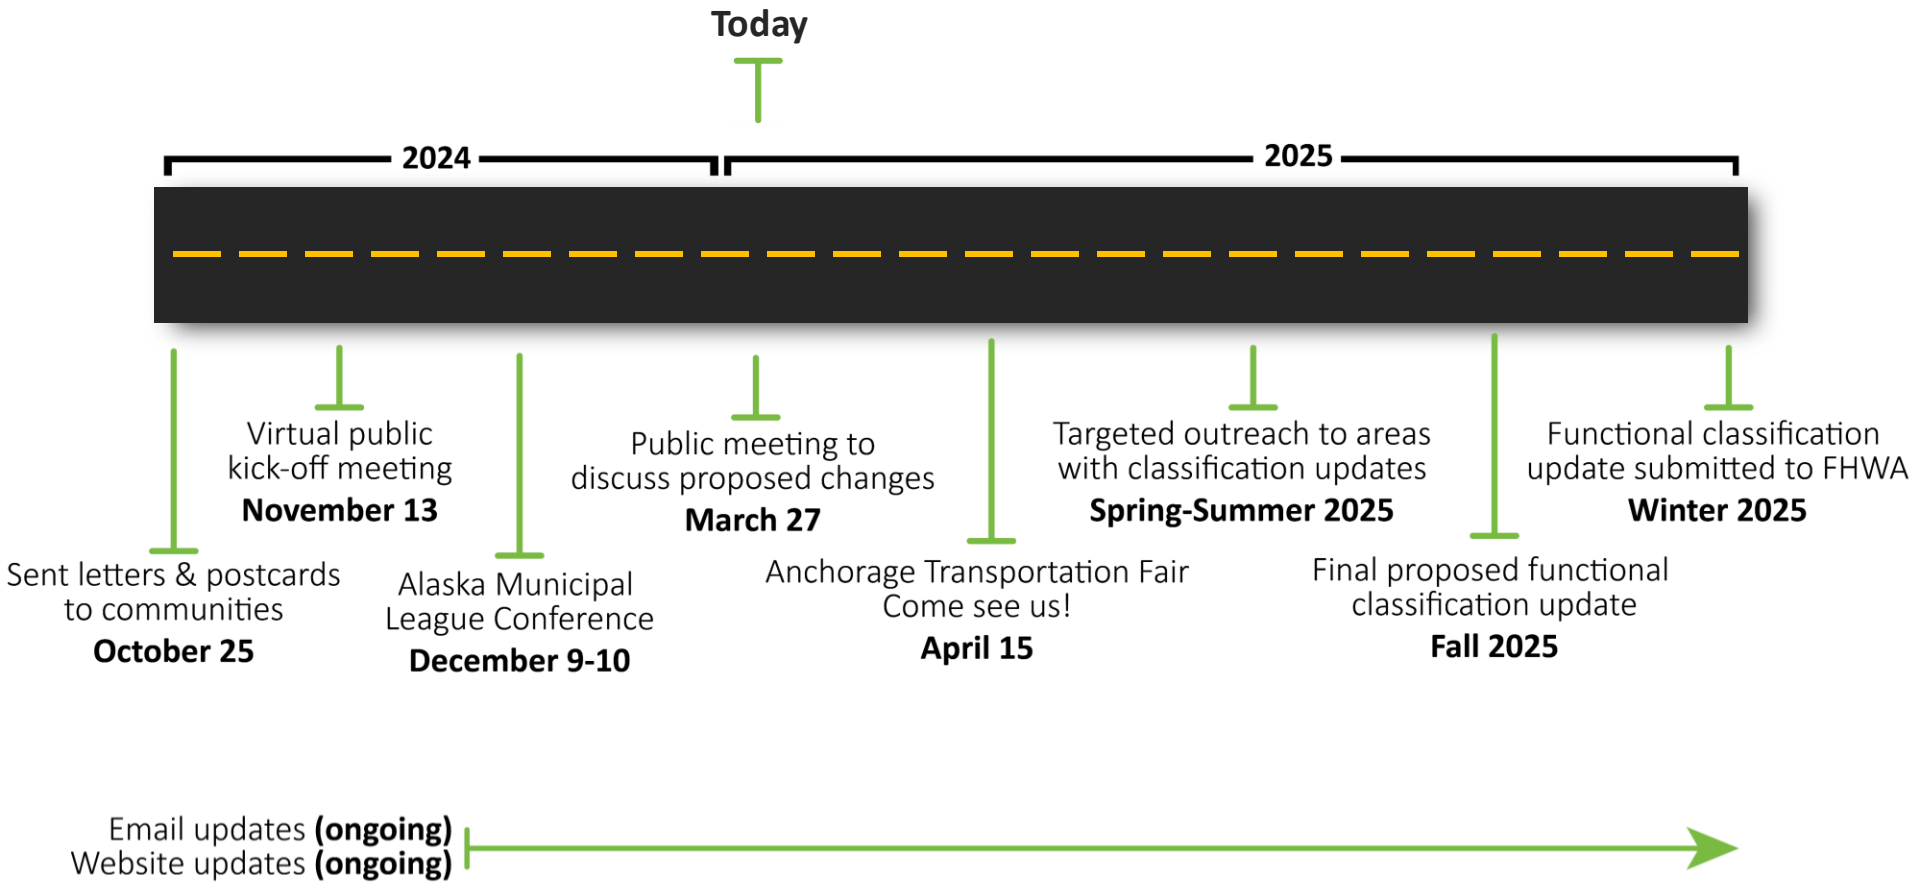 Today
2024
2025
Sent letters & postcards
to communities
October 25
Virtual public
kick-off meeting
November 13
Alaska Municipal
League Conference
December 9-10
Public meeting to
discuss proposed changes
March 27
Anchorage Transportation Fair
Come see us!
April 15
Targeted outreach to areas
with classification updates
Spring-Summer 2025
Final proposed functional
classification update
Fall 2025
Functional classification
update submitted to FHWA
Winter 2025
Email updates (ongoing)
Website updates (ongoing)